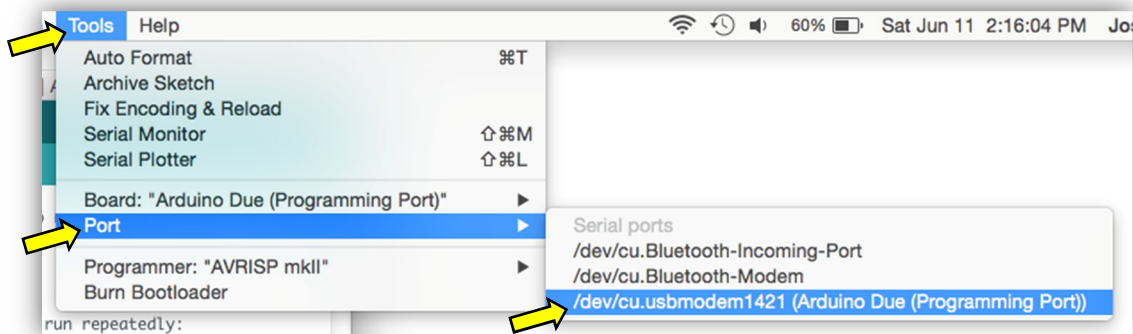 Tools Help 60% Sat Jun 11 2:16:04 PM Jos
Auto Format ⌘T
Archive Sketch
Fix Encoding & Reload
Serial Monitor ⇧⌘M
Serial Plotter ⇧⌘L
Board: "Arduino Due (Programming Port)"
Port
Programmer: "AVRISP mkII"
Burn Bootloader
Serial ports
/dev/cu.Bluetooth-Incoming-Port
/dev/cu.Bluetooth-Modem
/dev/cu.usbmodem1421 (Arduino Due (Programming Port))
run repeatedly: